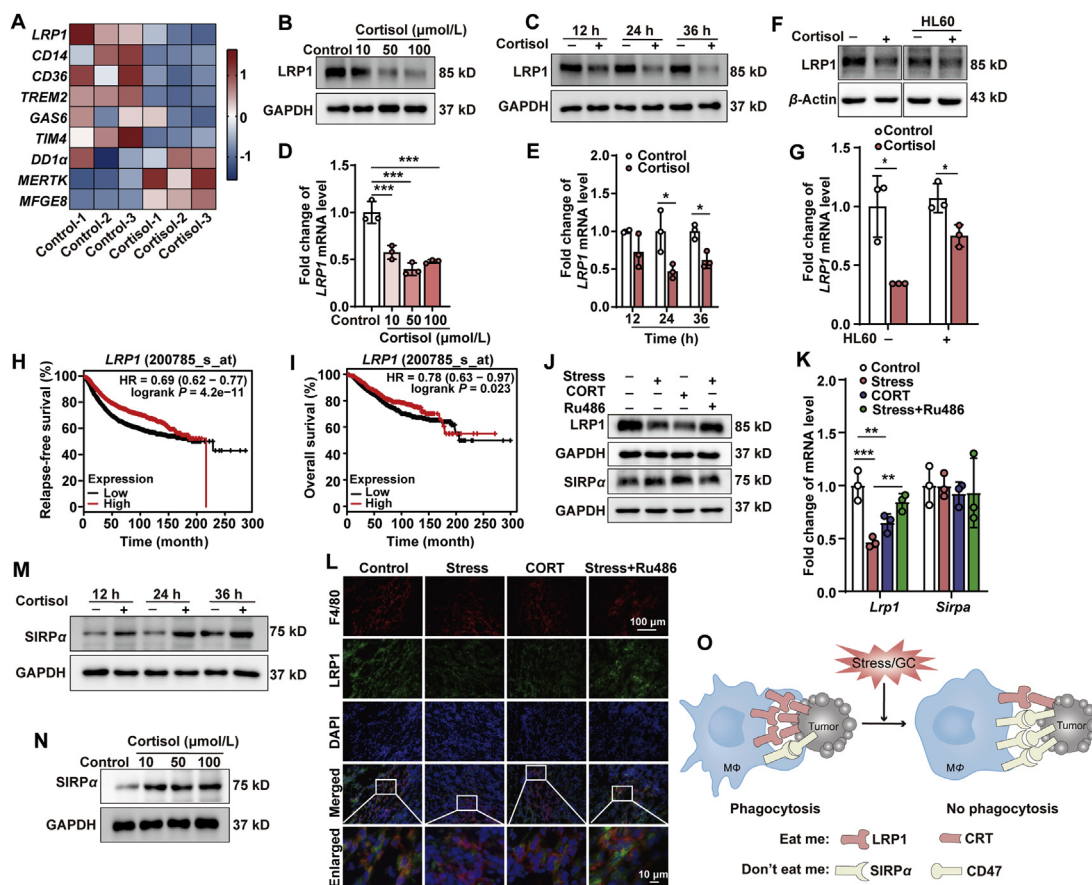 A
LRP1
CD14
CD36
TREM2
GAS6
TIM4
DD1α
MERTK
MFGE8
Control-1
Control-2
Control-3
Cortisol-1
Cortisol-2
Cortisol-3
1
0
−1
B
Cortisol (μmol/L)
Control 10 50 100
LRP1 85 kD
GAPDH 37 kD
C
12 h 24 h 36 h
Cortisol − + − + − +
LRP1 85 kD
GAPDH 37 kD
F
HL60
Cortisol − + − +
LRP1 85 kD
β-Actin 43 kD
D
Fold change of
LRP1 mRNA level
1.5
1.0
0.5
0.0
***
***
***
Control 10 50 100
Cortisol (μmol/L)
E
Control
Cortisol
Fold change of
LRP1 mRNA level
2.0
1.5
1.0
0.5
0.0
* *
12 24 36
Time (h)
G
Control
Cortisol
Fold change of
LRP1 mRNA level
1.5
1.0
0.5
0.0
* *
HL60 − +
H
LRP1 (200785_s_at)
HR = 0.69 (0.62 − 0.77)
logrank P = 4.2e−11
Relapse-free survival (%)
100.0
80.0
60.0
40.0
20.0
0.0
Expression
Low
High
0 50 100 150 200 250 300
Time (month)
I
LRP1 (200785_s_at)
HR = 0.78 (0.63 − 0.97)
logrank P = 0.023
Overall survival (%)
100.0
80.0
60.0
40.0
20.0
0.0
Expression
Low
High
0 50 100 150 200 250 300
Time (month)
J
Stress − + − +
CORT − − + −
Ru486 − − − +
LRP1 85 kD
GAPDH 37 kD
SIRPα 75 kD
GAPDH 37 kD
K
Control
Stress
CORT
Stress+Ru486
Fold change of mRNA level
2.0
1.5
1.0
0.5
0.0
**
***
**
Lrp1 Sirpa
L
Control Stress CORT Stress+Ru486
F4/80
100 μm
LRP1
DAPI
Merged
Enlarged
10 μm
M
12 h 24 h 36 h
Cortisol − + − + − +
SIRPα 75 kD
GAPDH 37 kD
N
Cortisol (μmol/L)
Control 10 50 100
SIRPα 75 kD
GAPDH 37 kD
O
Stress/GC
Tumor
MΦ
Tumor
MΦ
Phagocytosis No phagocytosis
Eat me: LRP1 CRT
Don't eat me: SIRPα CD47